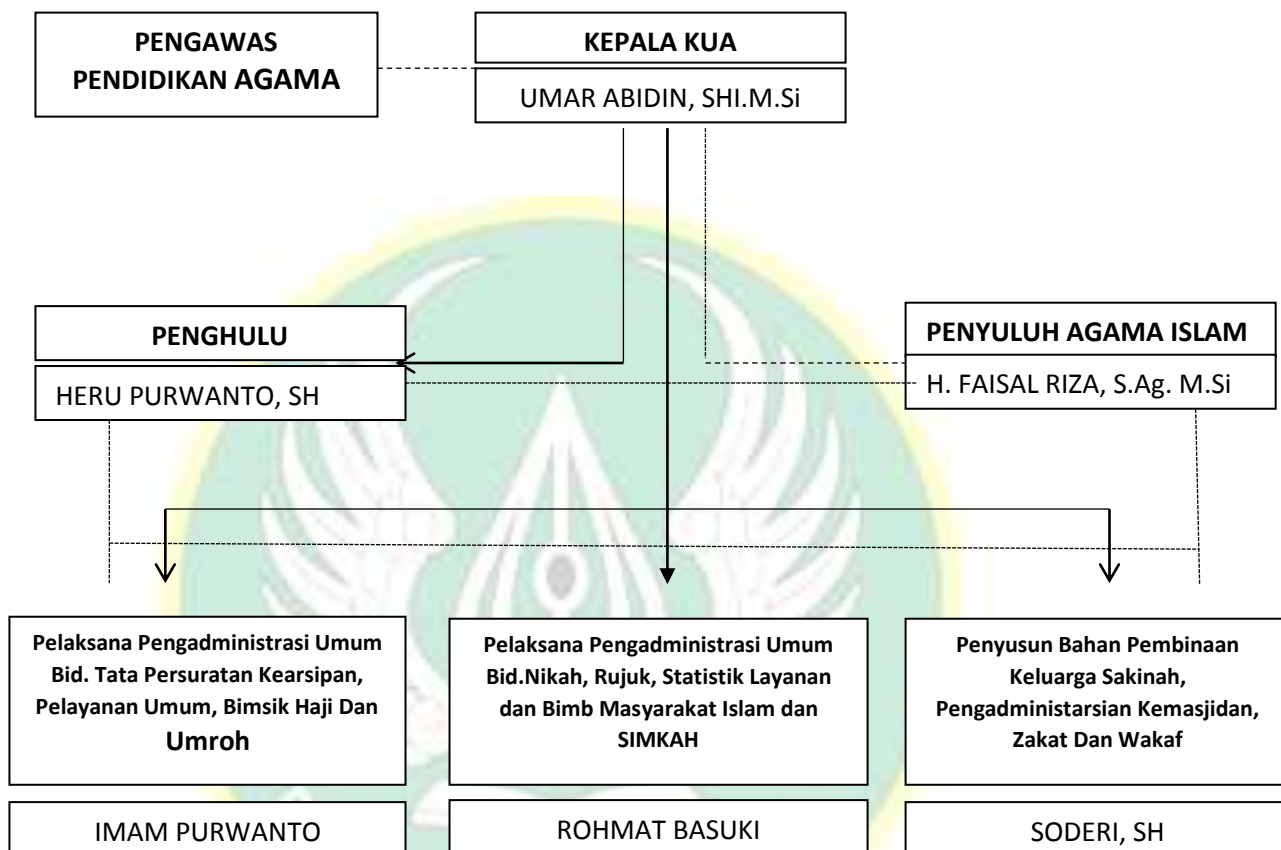 PENGAWAS
PENDIDIKAN AGAMA
KEPALA KUA
UMAR ABIDIN, SHI.M.Si
PENGHULU
HERU PURWANTO, SH
PENYULUH AGAMA ISLAM
H. FAISAL RIZA, S.Ag. M.Si
Pelaksana Pengadministrasi Umum
Bid. Tata Persuratan Kearsipan,
Pelayanan Umum, Bimsik Haji Dan
Umroh
IMAM PURWANTO
Pelaksana Pengadministrasi Umum
Bid.Nikah, Rujuk, Statistik Layanan
dan Bimb Masyarakat Islam dan
SIMKAH
ROHMAT BASUKI
Penyusun Bahan Pembinaan
Keluarga Sakinah,
Pengadministarsian Kemasjidan,
Zakat Dan Wakaf
SODERI, SH